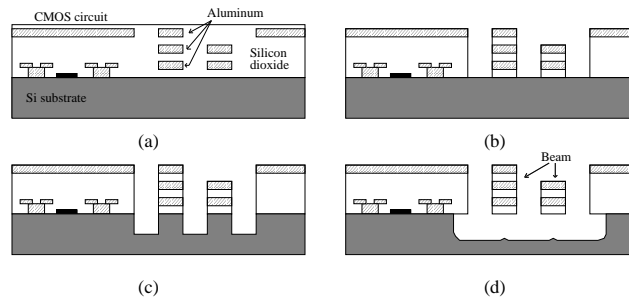 CMOS circuit
Aluminum
Silicon
dioxide
Si substrate
(a)
(b)
Beam
(c)
(d)